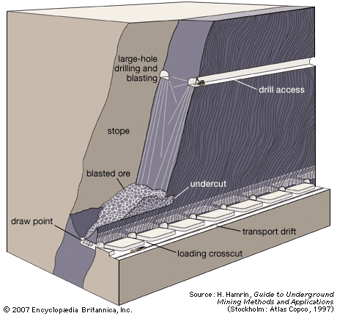 large-hole
drilling and
blasting
drill access
stope
blasted ore
undercut
draw point
transport drift
loading crosscut
Source: H. Hamrin, Guide to Underground
Mining Methods and Applications
(Stockholm: Atlas Copco, 1997)
© 2007 Encyclopædia Britannica, Inc.